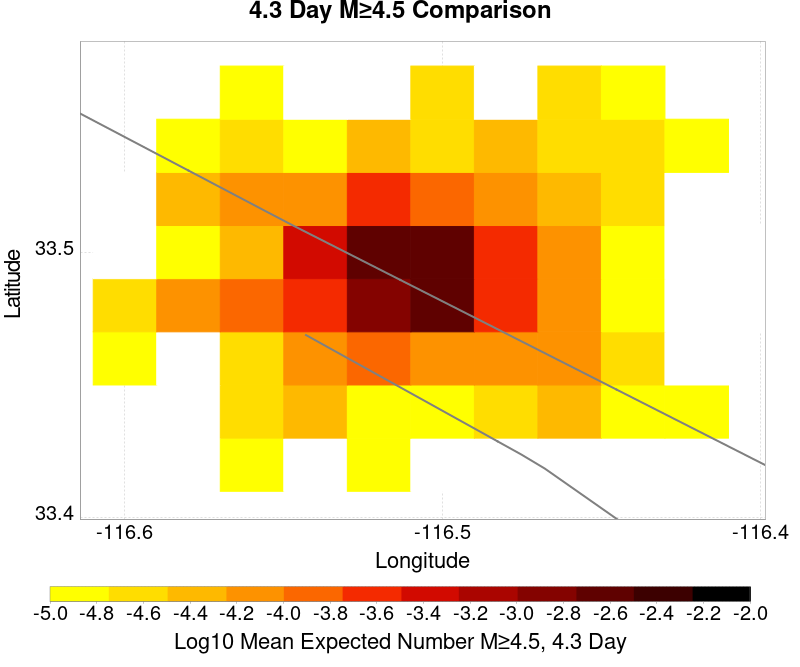 4.3 Day M≥4.5 Comparison
Latitude
33.5
33.4
-116.6 -116.5 -116.4
Longitude
-5.0 -4.8 -4.6 -4.4 -4.2 -4.0 -3.8 -3.6 -3.4 -3.2 -3.0 -2.8 -2.6 -2.4 -2.2 -2.0
Log10 Mean Expected Number M≥4.5, 4.3 Day